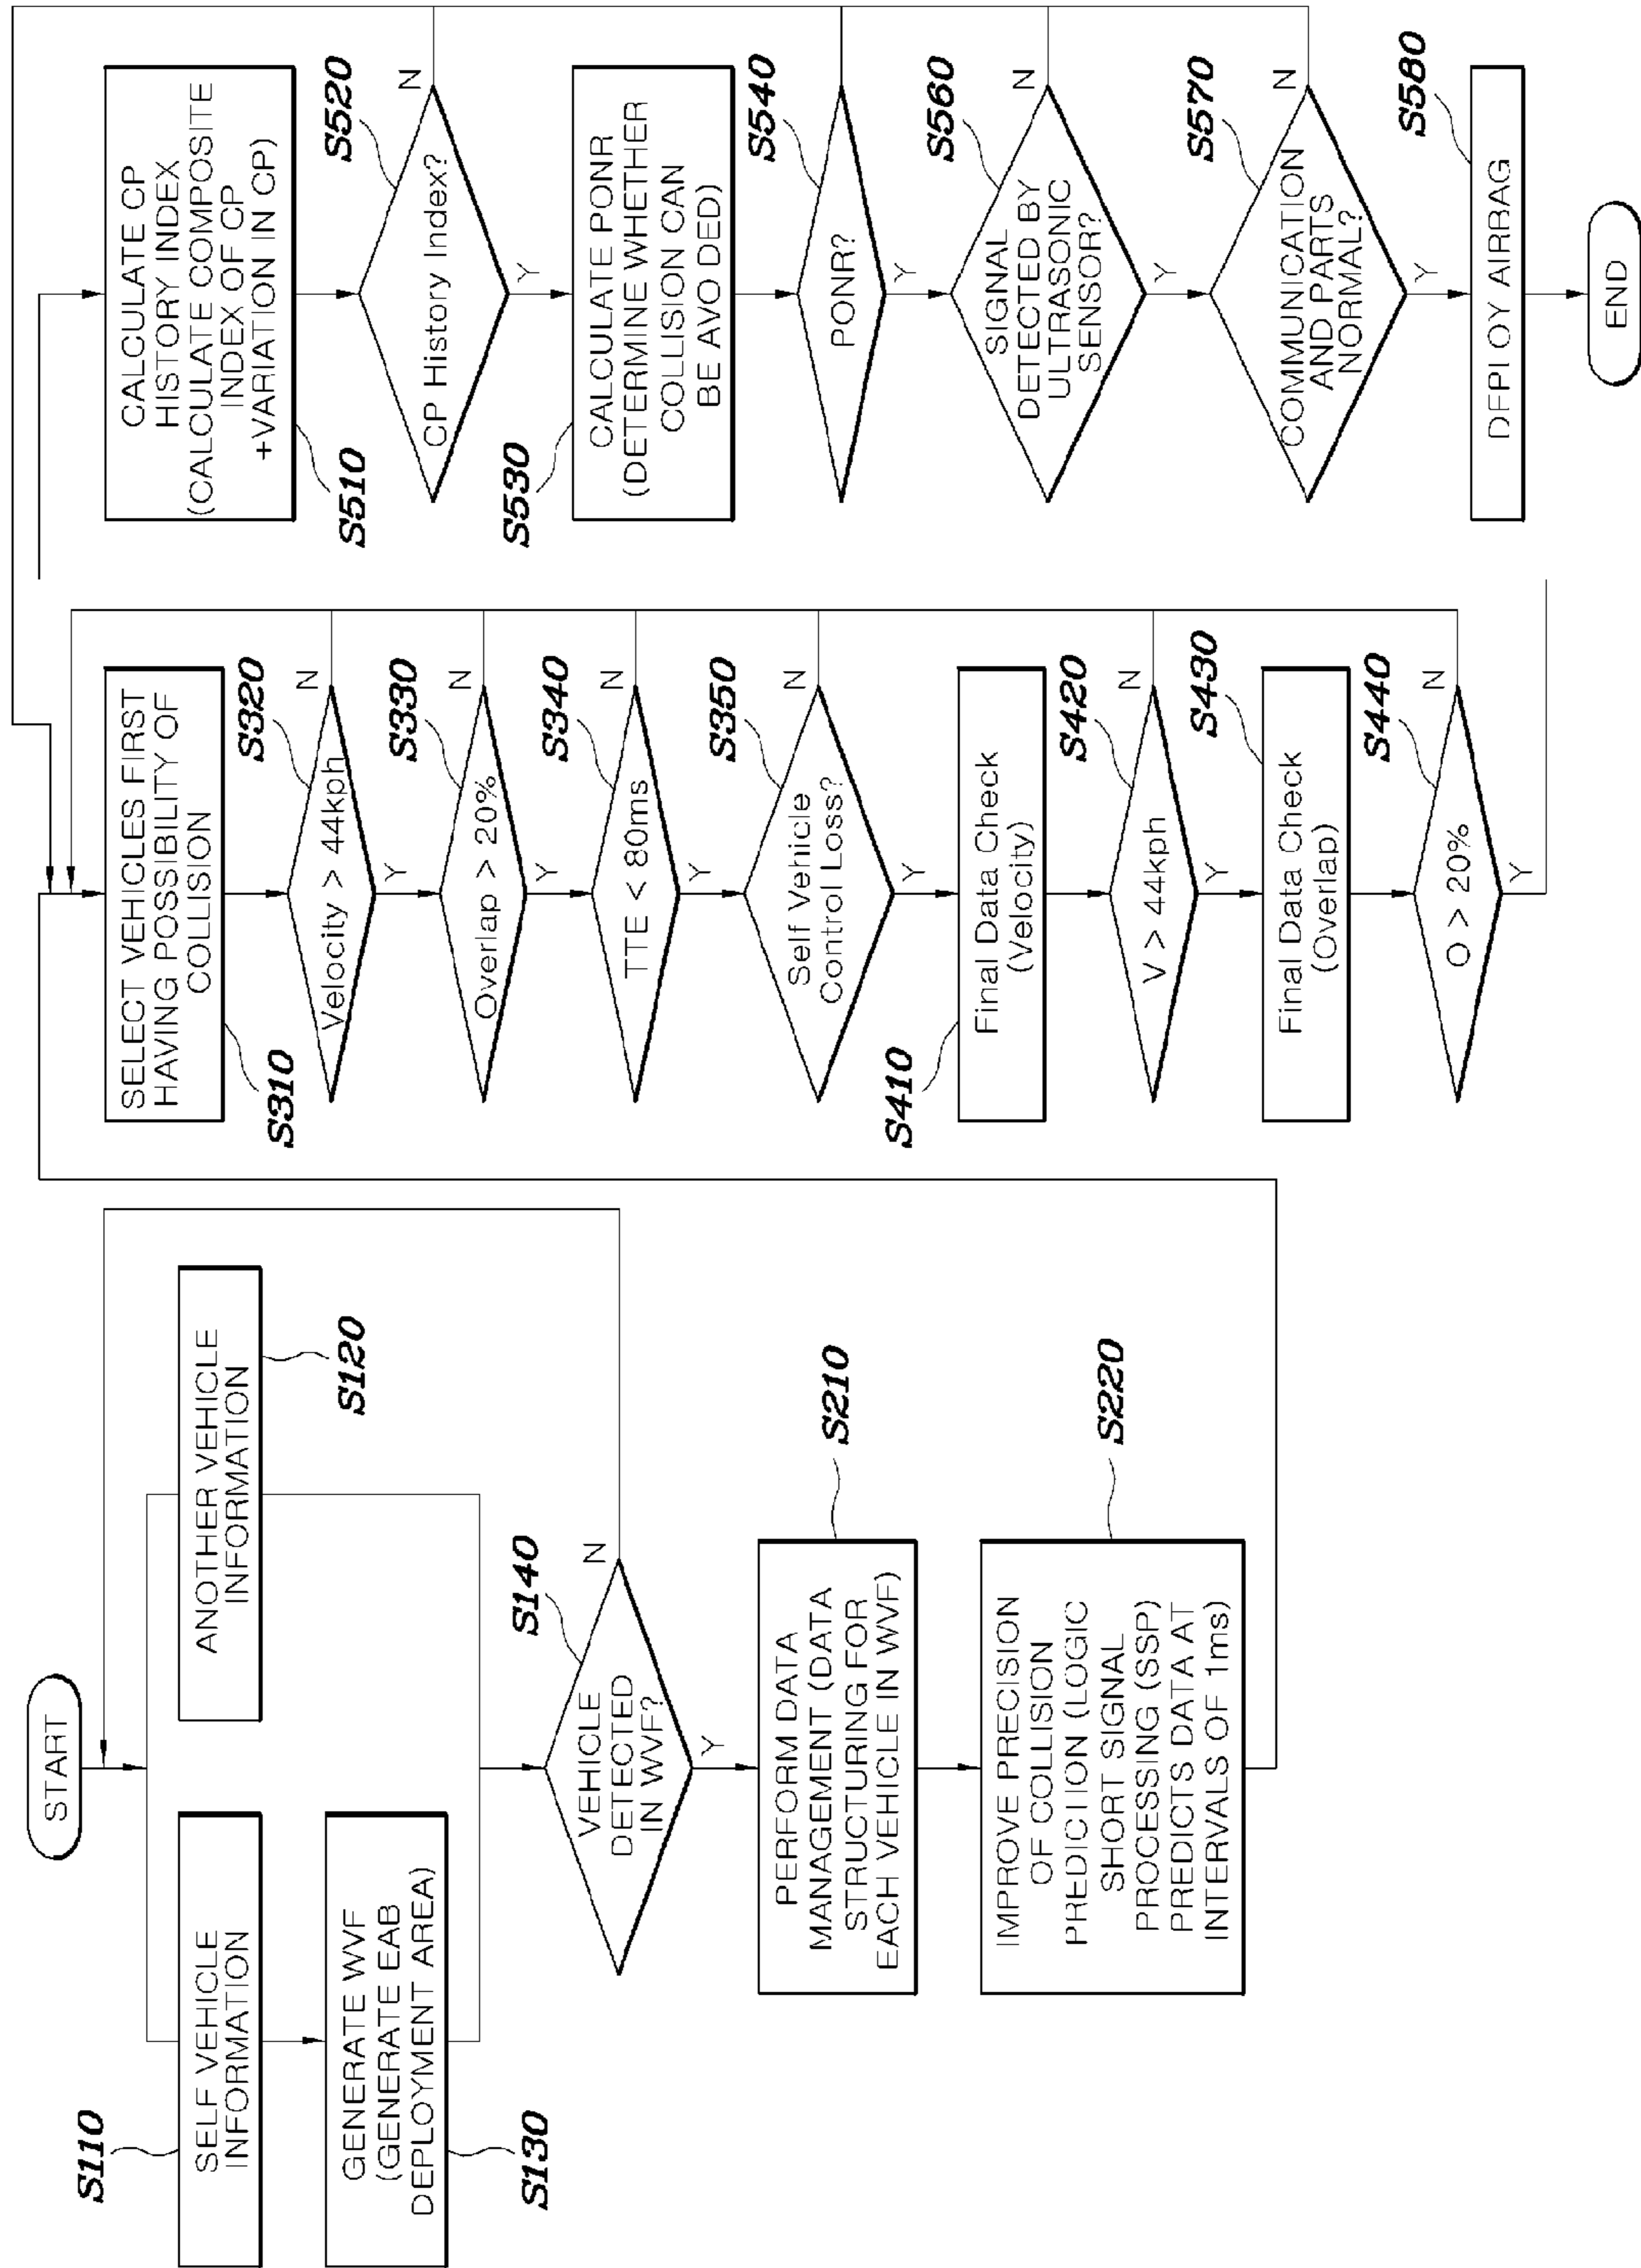 START
S110
SELF VEHICLE
INFORMATION
ANOTHER VEHICLE
INFORMATION
S120
GENERATE WVF
(GENERATE EAB
DEPLOYMENT AREA)
S130
S140
VEHICLE
DETECTED
IN WVF?
N
Y
PERFORM DATA
MANAGEMENT (DATA
STRUCTURING FOR
EACH VEHICLE IN WVF)
S210
IMPROVE PRECISION
OF COLLISION
PREDICIION (LOGIC
SHORT SIGNAL
PROCESSING (SSP)
PREDICTS DATA AT
INTERVALS OF 1ms)
S220
SELECT VEHICLES FIRST
HAVING POSSIBILITY OF
COLLISION
S310
S320
Velocity > 44kph
N
Y
S330
Overlap > 20%
N
Y
S340
TTE < 80ms
N
Y
S350
Self Vehicle
Control Loss?
N
Y
S410
Final Data Check
(Velocity)
S420
V > 44kph
N
Y
S430
Final Data Check
(Overlap)
S440
O > 20%
N
Y
CALCULATE CP
HISTORY INDEX
(CALCULATE COMPOSITE
INDEX OF CP
+VARIATION IN CP)
S510
S520
CP History Index?
N
Y
S530
CALCULATE PONR
(DETERMINE WHETHER
COLLISION CAN
BE AVO DED)
S540
PONR?
Y
S560
SIGNAL
DETECTED BY
ULTRASONIC
SENSOR?
N
Y
S570
COMMUNICATION
AND PARTS
NORMAL?
N
Y
S580
DFPI OY AIRBAG
END